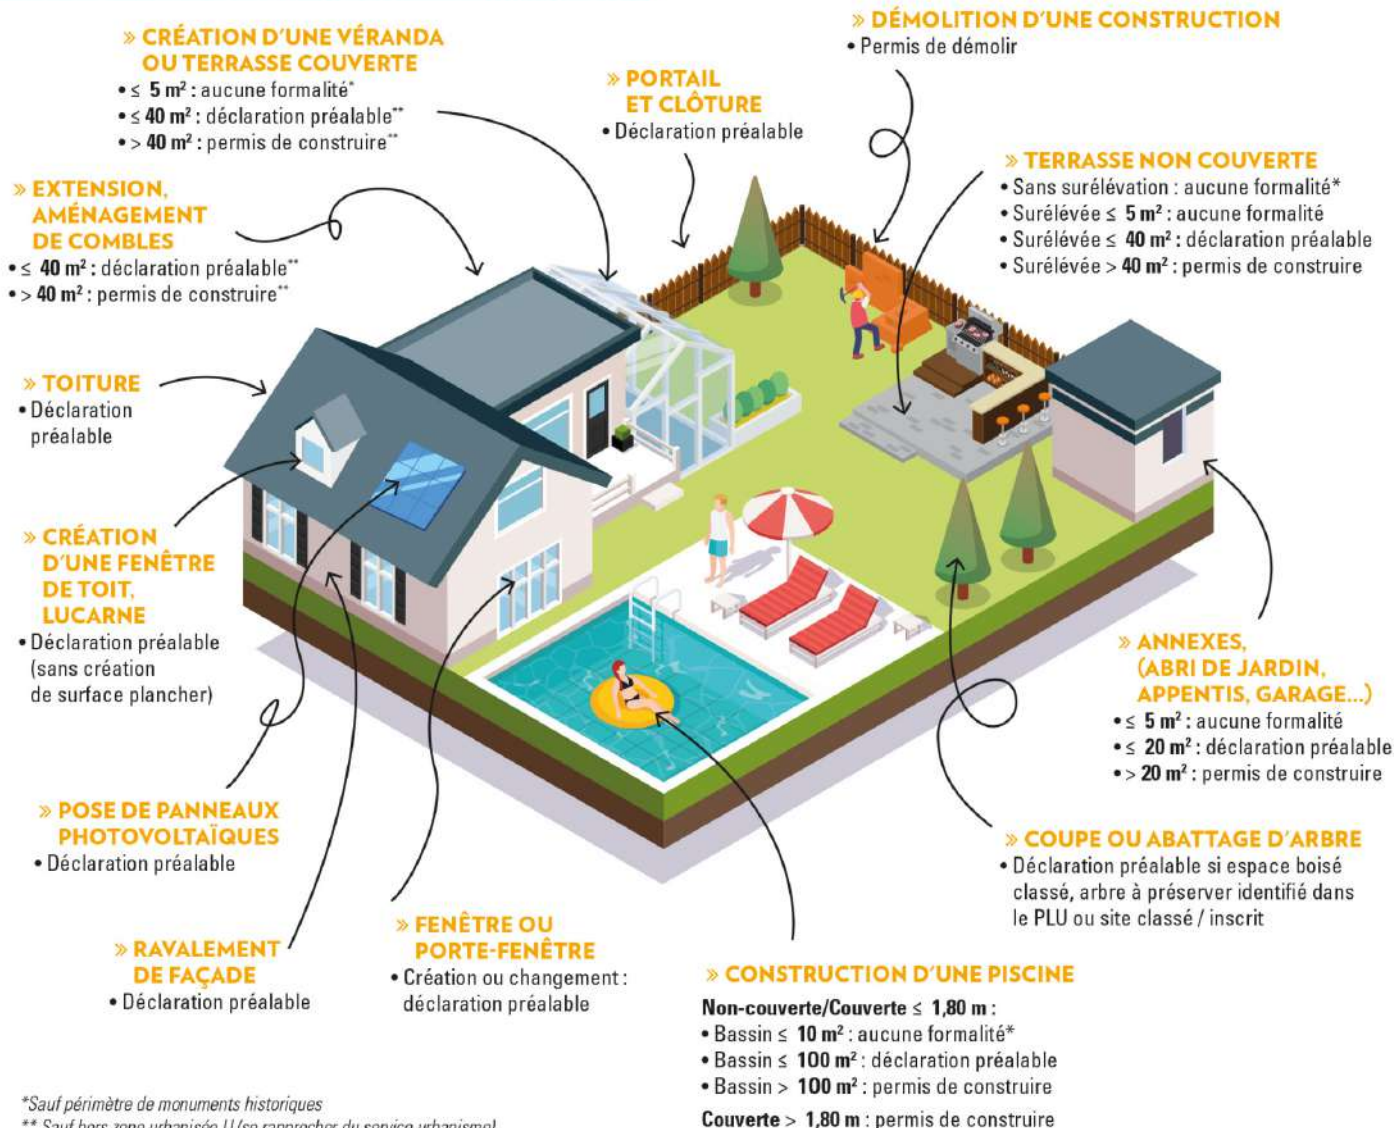 » CRÉATION D'UNE VÉRANDA
OU TERRASSE COUVERTE
• ≤ 5 m² : aucune formalité*
• ≤ 40 m² : déclaration préalable**
• > 40 m² : permis de construire**
» DÉMOLITION D'UNE CONSTRUCTION
• Permis de démolir
» PORTAIL
ET CLÔTURE
• Déclaration préalable
» TERRASSE NON COUVERTE
• Sans surélévation : aucune formalité*
• Surélevée ≤ 5 m² : aucune formalité
• Surélevée ≤ 40 m² : déclaration préalable
• Surélevée > 40 m² : permis de construire
» EXTENSION,
AMÉNAGEMENT
DE COMBLES
• ≤ 40 m² : déclaration préalable**
• > 40 m² : permis de construire**
» TOITURE
• Déclaration
préalable
» CRÉATION
D'UNE FENÊTRE
DE TOIT,
LUCARNE
• Déclaration préalable
(sans création
de surface plancher)
» ANNEXES,
(ABRI DE JARDIN,
APPENTIS, GARAGE...)
• ≤ 5 m² : aucune formalité
• ≤ 20 m² : déclaration préalable
• > 20 m² : permis de construire
» POSE DE PANNEAUX
PHOTOVOLTAÏQUES
• Déclaration préalable
» COUPE OU ABATTAGE D'ARBRE
• Déclaration préalable si espace boisé
classé, arbre à préserver identifié dans
le PLU ou site classé / inscrit
» RAVALEMENT
DE FAÇADE
• Déclaration préalable
» FENÊTRE OU
PORTE-FENÊTRE
• Création ou changement :
déclaration préalable
» CONSTRUCTION D'UNE PISCINE
Non-couverte/Couverte ≤ 1,80 m :
• Bassin ≤ 10 m² : aucune formalité*
• Bassin ≤ 100 m² : déclaration préalable
• Bassin > 100 m² : permis de construire
Couverte > 1,80 m : permis de construire
*Sauf périmètre de monuments historiques
** Sauf hors zone urbanisée U (se rapprocher du service urbanisme)